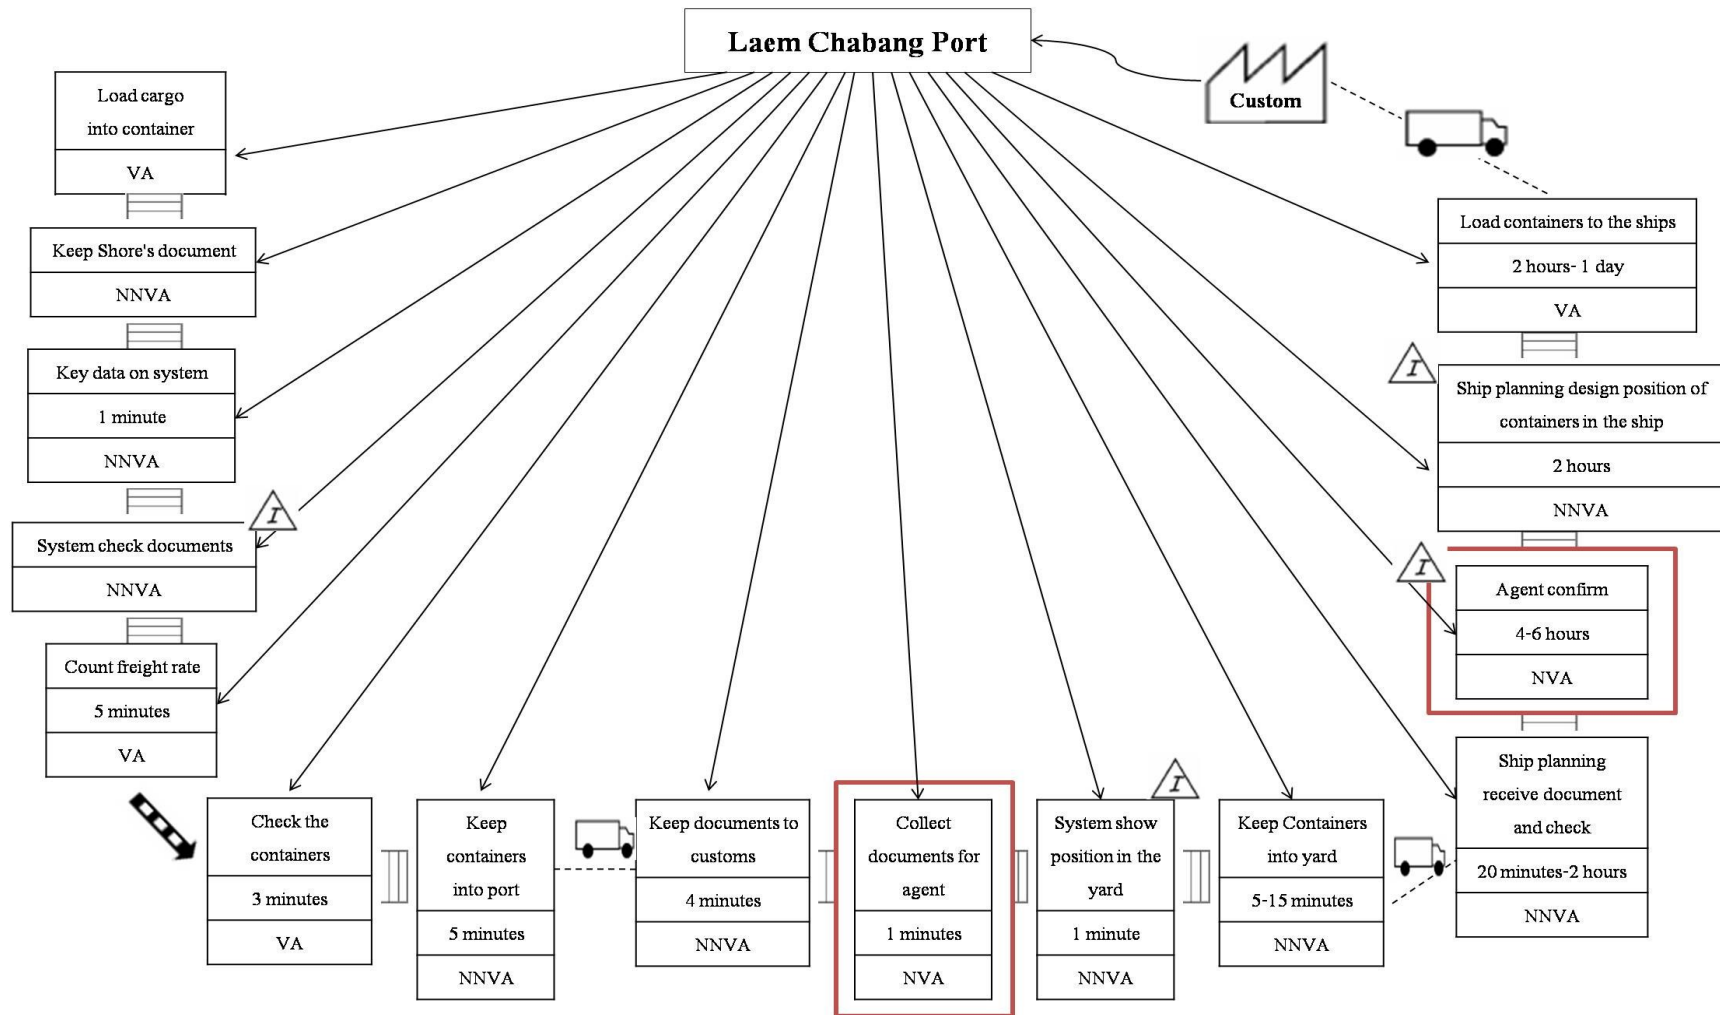 Laem Chabang Port
Custom
Load cargo
into container
VA
Keep Shore's document
NNVA
Key data on system
1 minute
NNVA
I
System check documents
NNVA
Count freight rate
5 minutes
VA
Check the
containers
3 minutes
VA
Keep
containers
into port
5 minutes
NNVA
Keep documents to
customs
4 minutes
NNVA
Collect
documents for
agent
1 minutes
NVA
I
System show
position in the
yard
1 minute
NNVA
Keep Containers
into yard
5-15 minutes
NNVA
Ship planning
receive document
and check
20 minutes-2 hours
NNVA
I
Agent confirm
4-6 hours
NVA
I
Ship planning design position of
containers in the ship
2 hours
NNVA
Load containers to the ships
2 hours- 1 day
VA